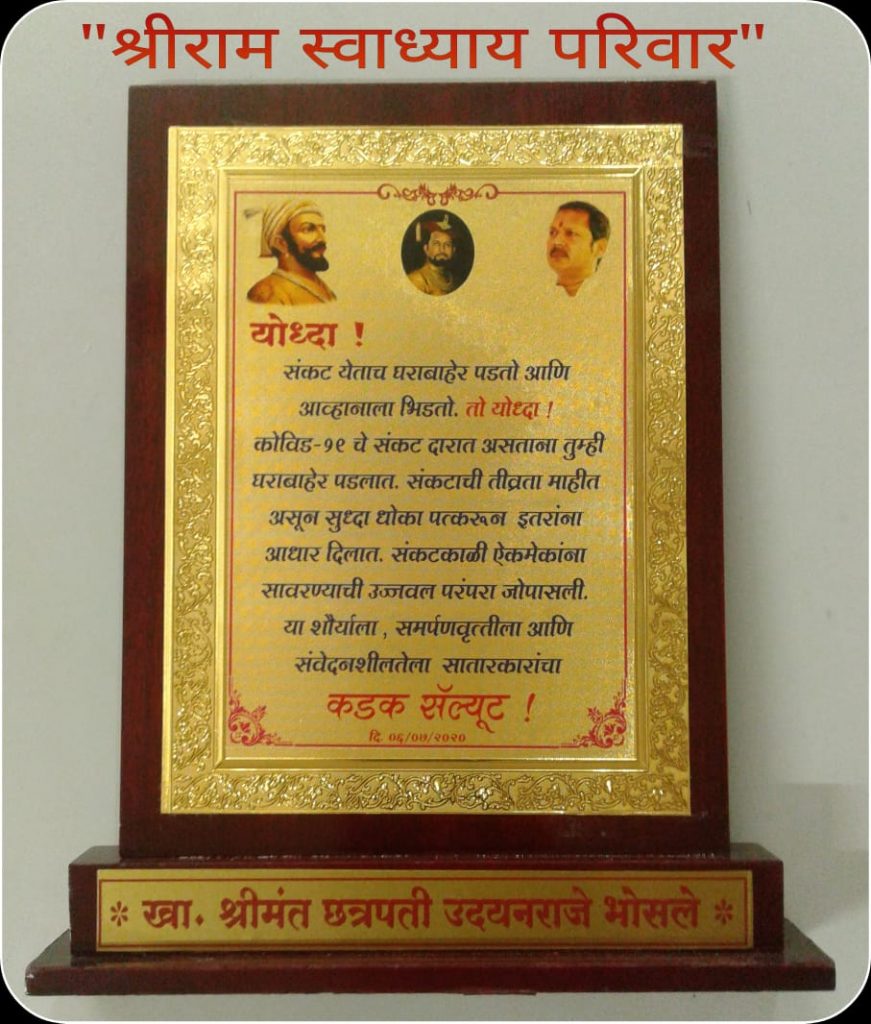 "श्रीराम स्वाध्याय परिवार"
योध्दा !
संकट येताच घराबाहेर पडतो आणि
आव्हानाला भिडतो. तो योध्दा !
कोविड-१९ चे संकट दारात असताना तुम्ही
घराबाहेर पडलात. संकटाची तीव्रता माहीत
असून सुध्दा धोका पत्करून इतरांना
आधार दिलात. संकटकाळी ऐकमेकांना
सावरण्याची उज्जवल परंपरा जोपासली.
या शौर्याला , समर्पणवृत्तीला आणि
संवेदनशीलतेला सातारकारांचा
कडक सॅल्यूट !
दि. ०६/०७/२०२०
* खा. श्रीमंत छत्रपती उदयनराजे भोसले *